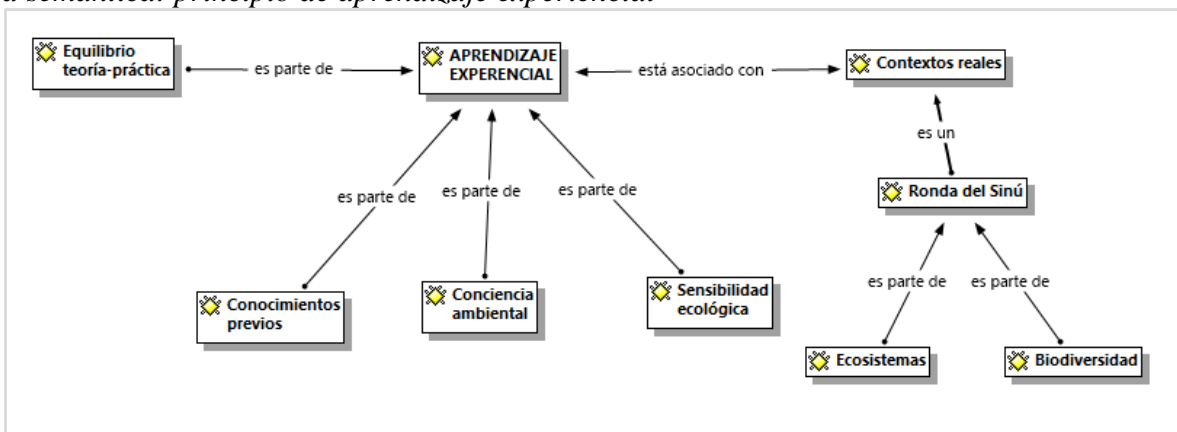 a semántica: principio de aprendizaje experiencial
Equilibrio
teoría-práctica
es parte de
APRENDIZAJE
EXPERENCIAL
está asociado con
Contextos reales
es un
Ronda del Sinú
es parte de
es parte de
es parte de
es parte de
es parte de
Conocimientos
previos
Conciencia
ambiental
Sensibilidad
ecológica
Ecosistemas
Biodiversidad